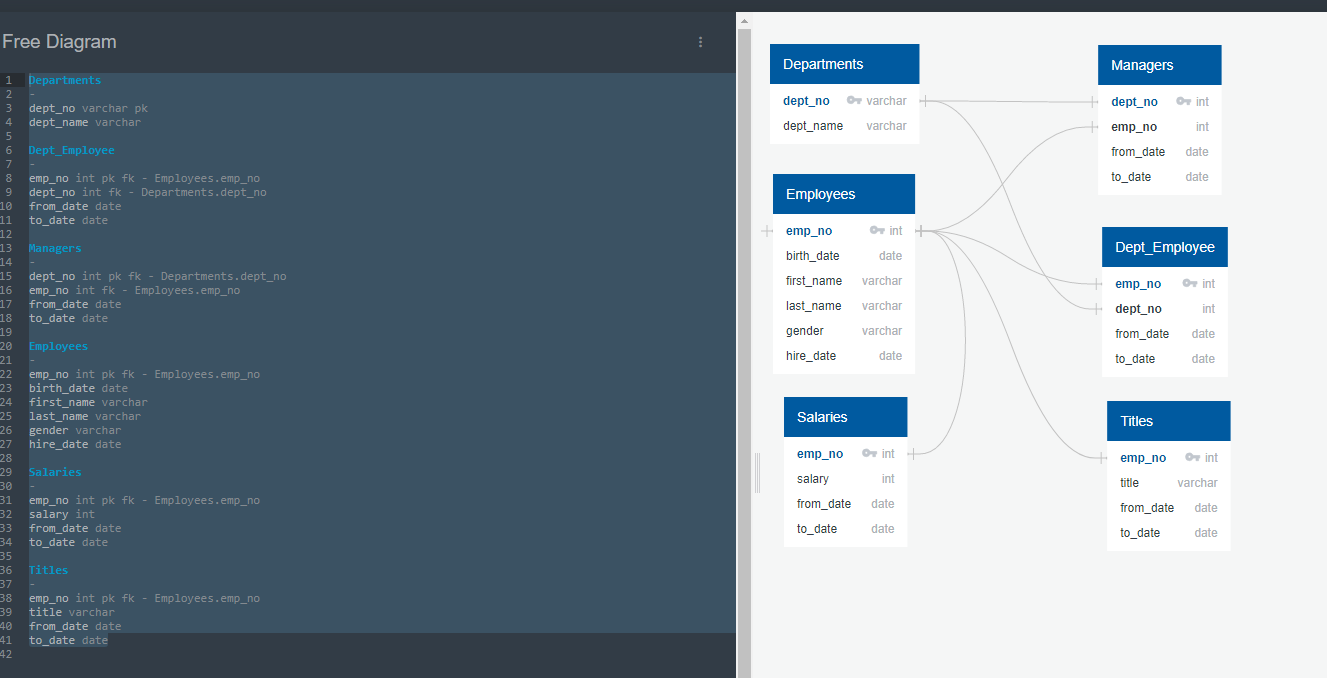 Free Diagram
1 Departments
2 -
3 dept_no varchar pk
4 dept_name varchar
5
6 Dept_Employee
7 -
8 emp_no int pk fk - Employees.emp_no
9 dept_no int fk - Departments.dept_no
10 from_date date
11 to_date date
12
13 Managers
14 -
15 dept_no int pk fk - Departments.dept_no
16 emp_no int fk - Employees.emp_no
17 from_date date
18 to_date date
19
20 Employees
21 -
22 emp_no int pk fk - Employees.emp_no
23 birth_date date
24 first_name varchar
25 last_name varchar
26 gender varchar
27 hire_date date
28
29 Salaries
30 -
31 emp_no int pk fk - Employees.emp_no
32 salary int
33 from_date date
34 to_date date
35
36 Titles
37 -
38 emp_no int pk fk - Employees.emp_no
39 title varchar
40 from_date date
41 to_date date
42
Departments
dept_no varchar
dept_name varchar
Employees
emp_no int
birth_date date
first_name varchar
last_name varchar
gender varchar
hire_date date
Salaries
emp_no int
salary int
from_date date
to_date date
Managers
dept_no int
emp_no int
from_date date
to_date date
Dept_Employee
emp_no int
dept_no int
from_date date
to_date date
Titles
emp_no int
title varchar
from_date date
to_date date